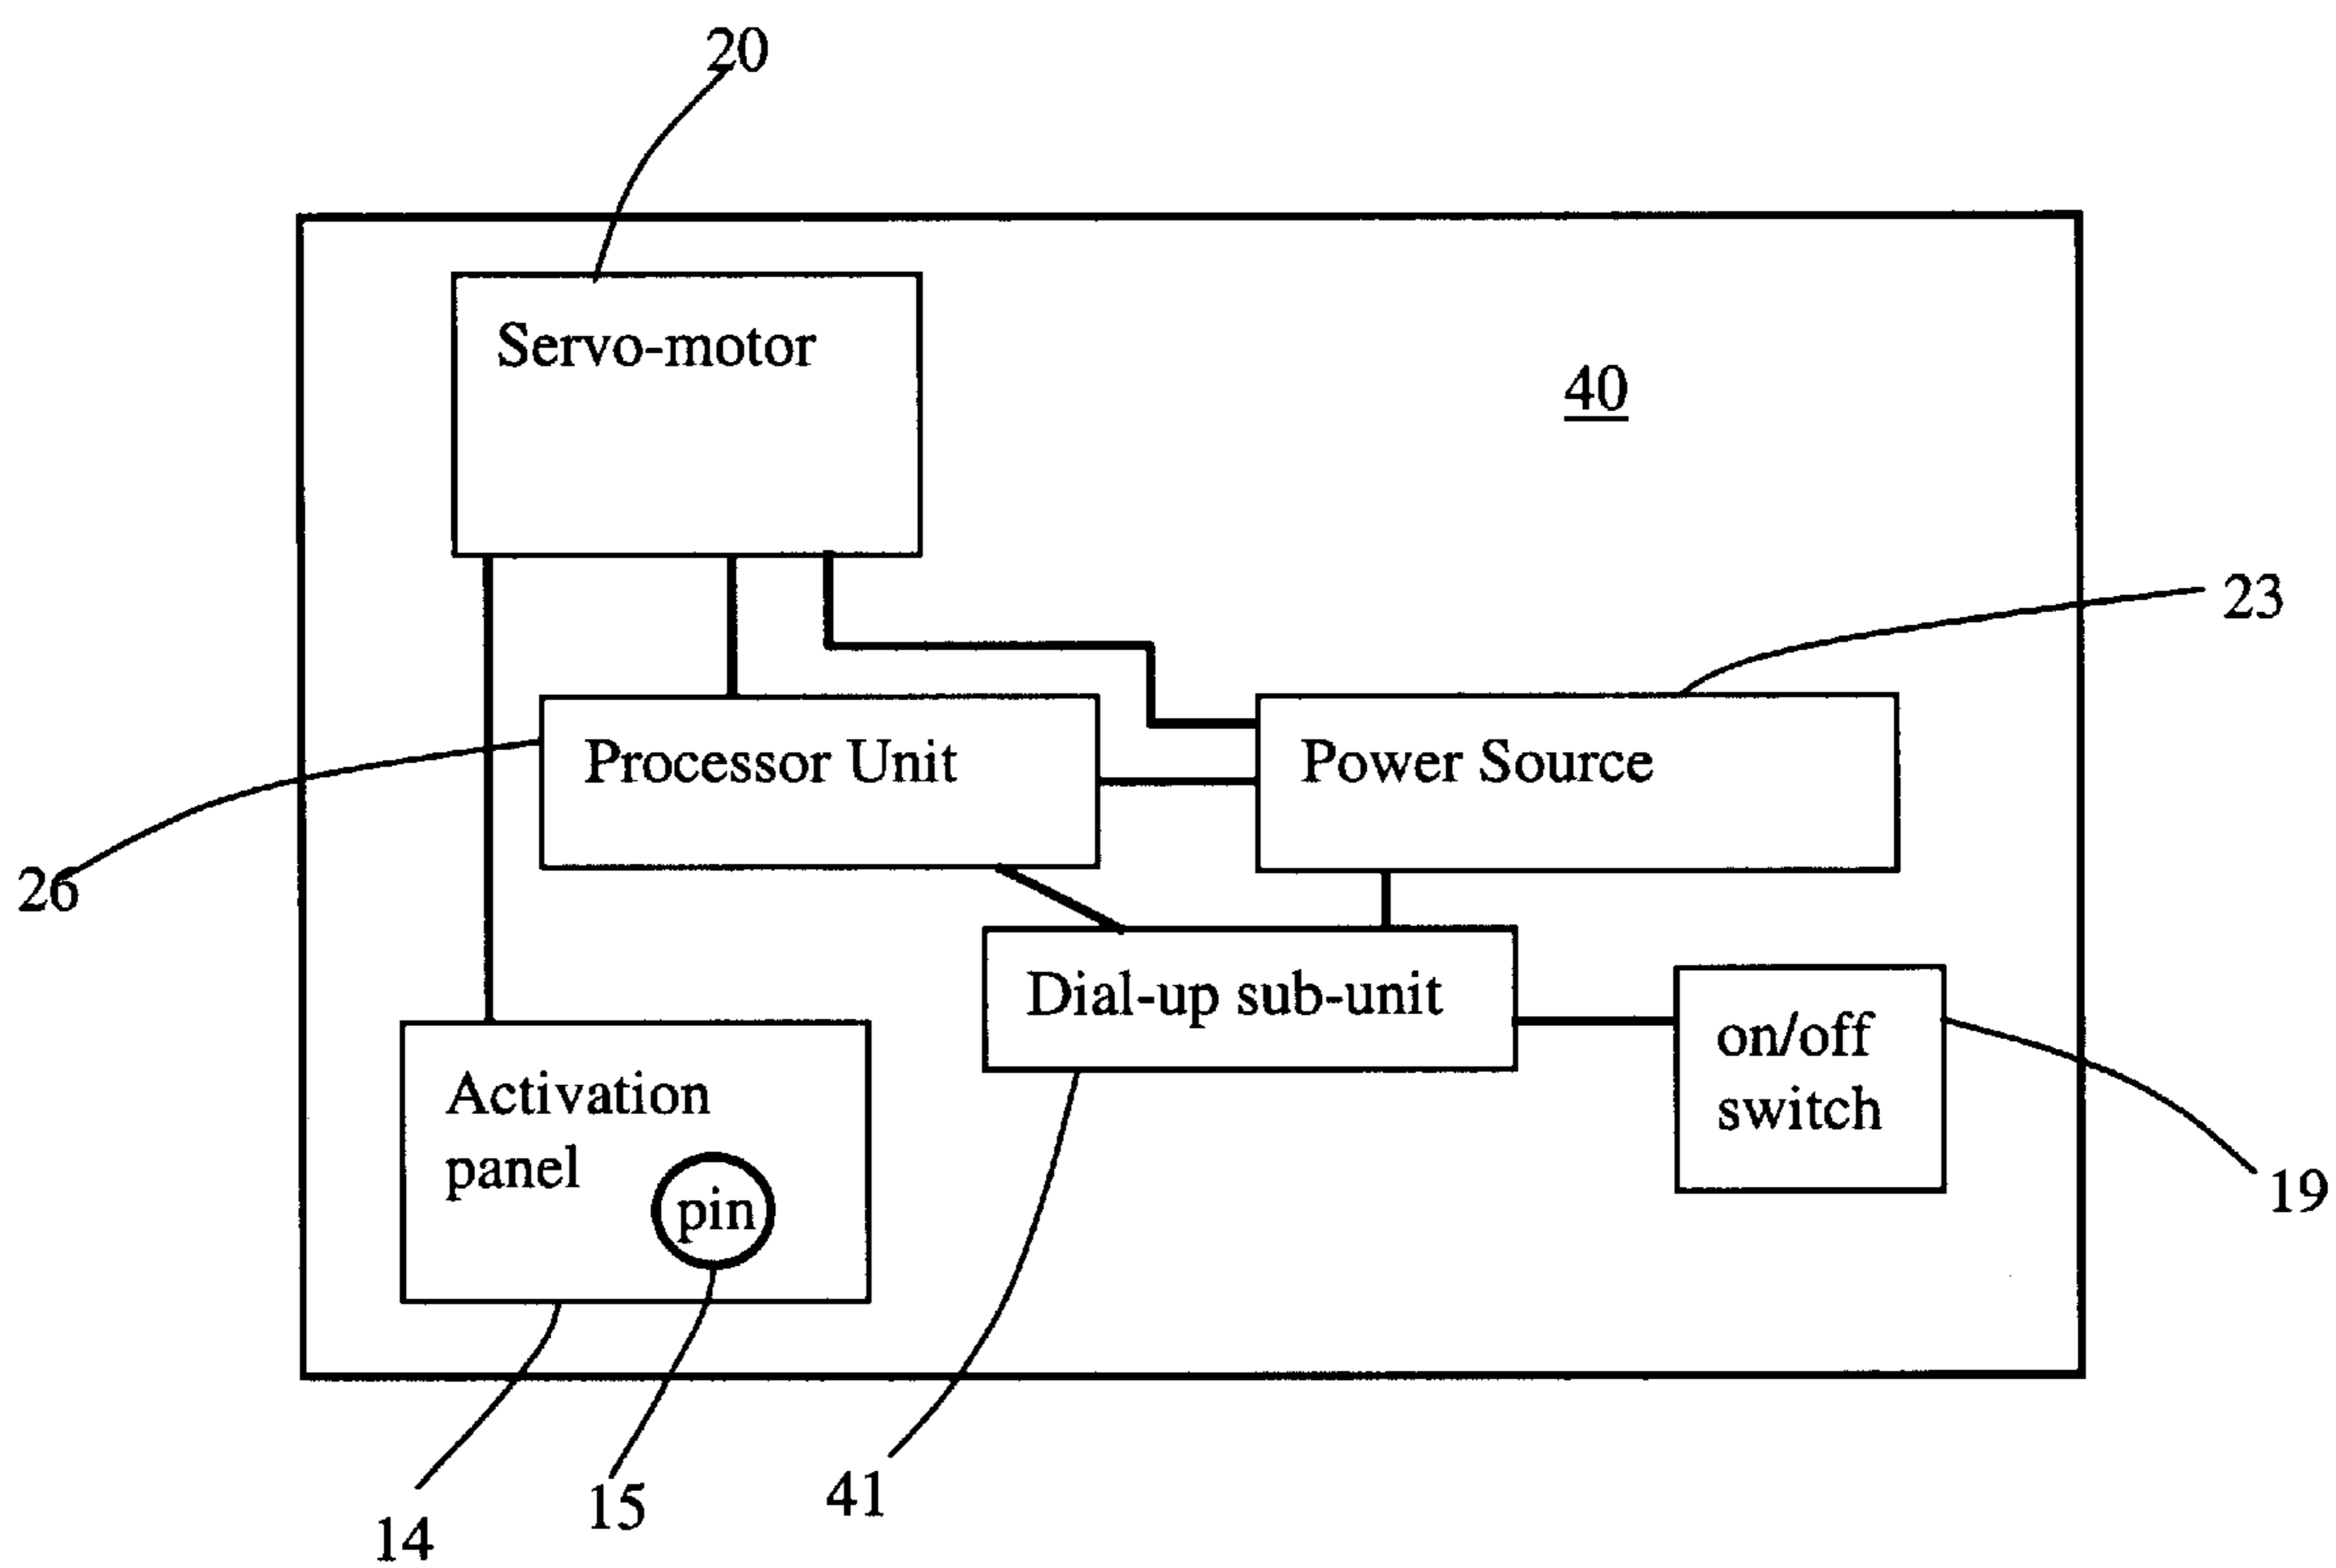 20
Servo-motor
40
23
Processor Unit
Power Source
26
Dial-up sub-unit
on/off
switch
Activation
panel
pin
19
41
15
14